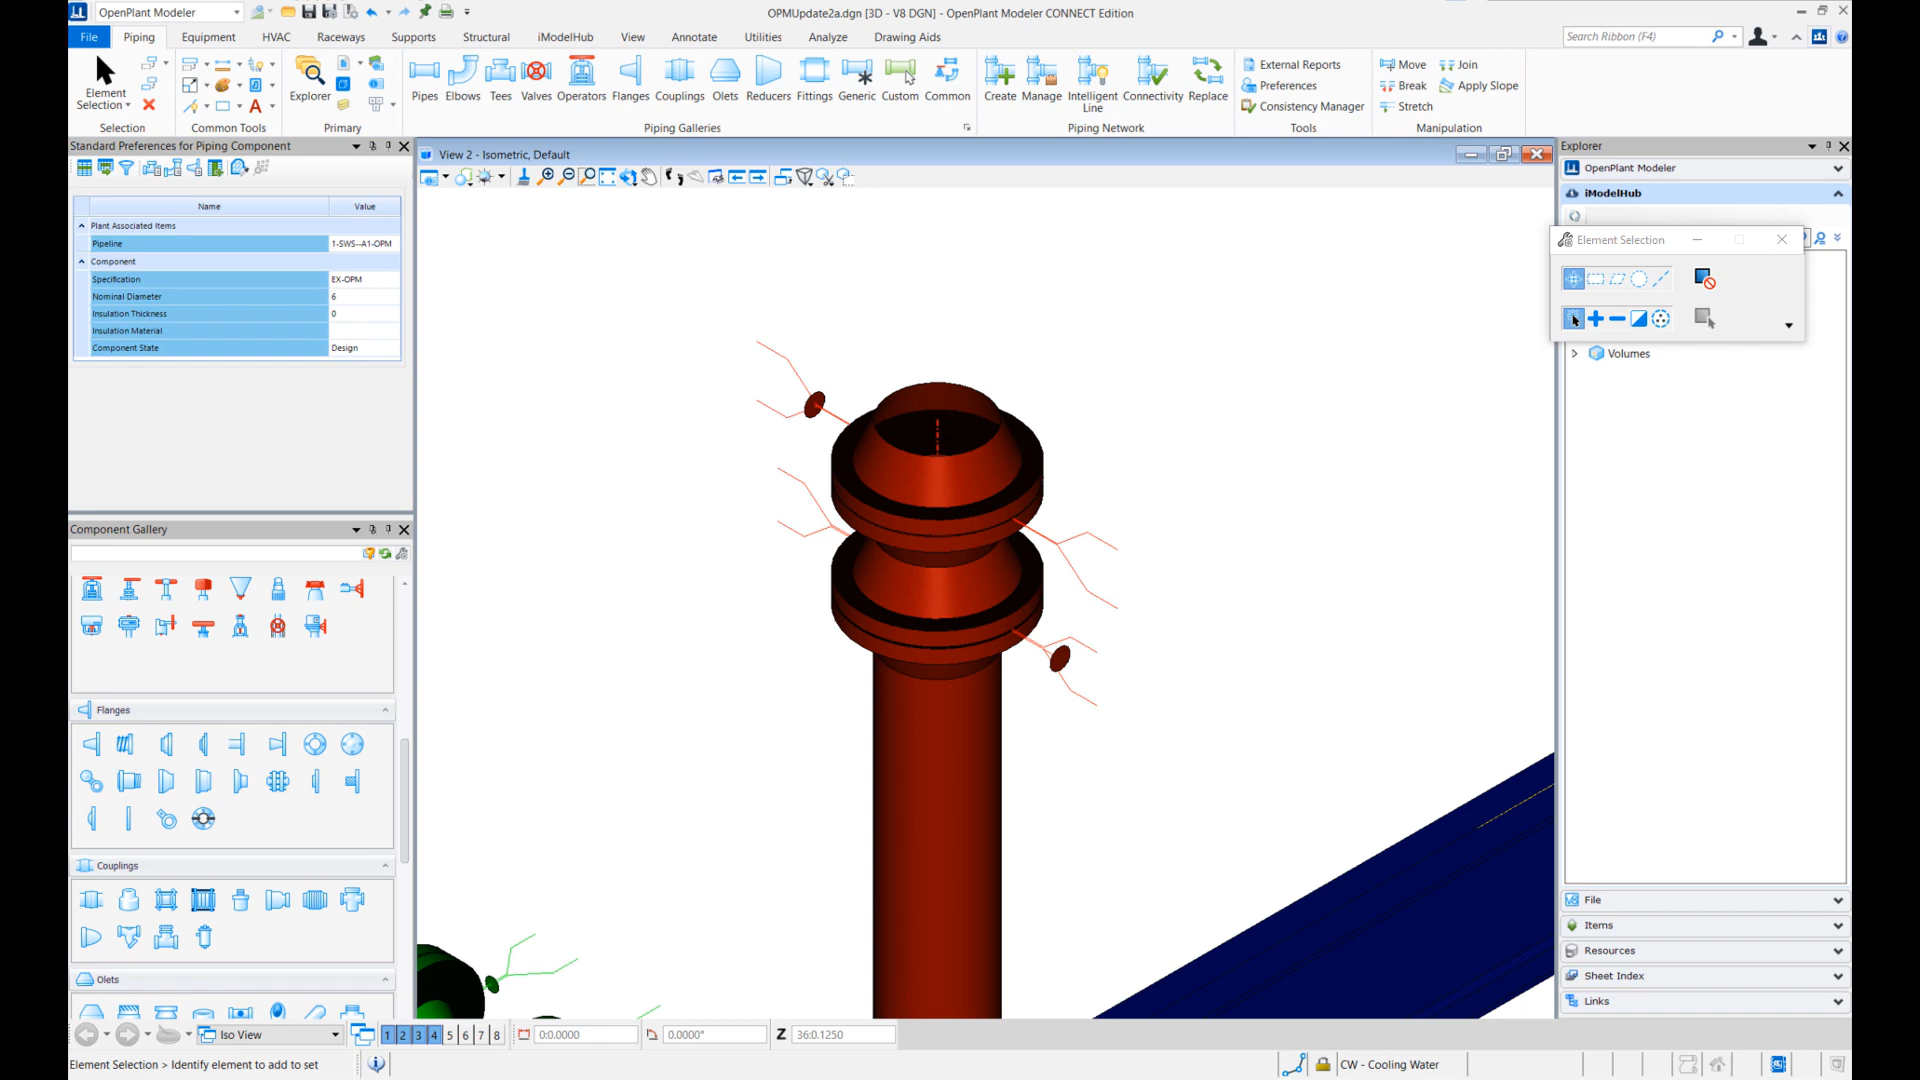 OpenPlant Modeler
OPMUpdate2a.dgn [3D - V8 DGN] - OpenPlant Modeler CONNECT Edition
File Piping Equipment HVAC Raceways Supports Structural iModelHub View Annotate Utilities Analyze Drawing Aids
Search Ribbon (F4)
Element Selection
Explorer
Pipes Elbows Tees Valves Operators Flanges Couplings Olets Reducers Fittings Generic Custom Common
Create Manage Intelligent Line Connectivity Replace
External Reports
Preferences
Consistency Manager
Move Join
Break Apply Slope
Stretch
Selection Common Tools Primary Piping Galleries Piping Network Tools Manipulation
Standard Preferences for Piping Component
Name Value
Plant Associated Items
Pipeline 1-SWS--A1-OPM
Component
Specification EX-OPM
Nominal Diameter 6
Insulation Thickness 0
Insulation Material
Component State Design
Component Gallery
Flanges
Couplings
Olets
View 2 - Isometric, Default
Explorer
OpenPlant Modeler
iModelHub
Element Selection
Volumes
File
Items
Resources
Sheet Index
Links
Iso View
1 2 3 4 5 6 7 8
0:0.0000
0.0000°
Z 36:0.1250
Element Selection > Identify element to add to set
CW - Cooling Water